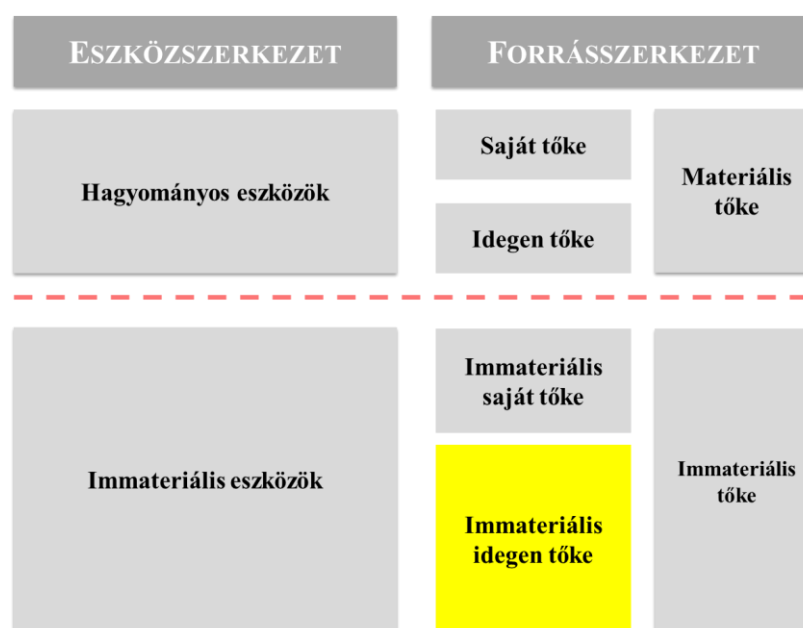 ESZKÖZSZERKEZET
FORRÁSSZERKEZET
Hagyományos eszközök
Saját tőke
Idegen tőke
Materiális
tőke
Immateriális eszközök
Immateriális
saját tőke
Immateriális
idegen tőke
Immateriális
tőke